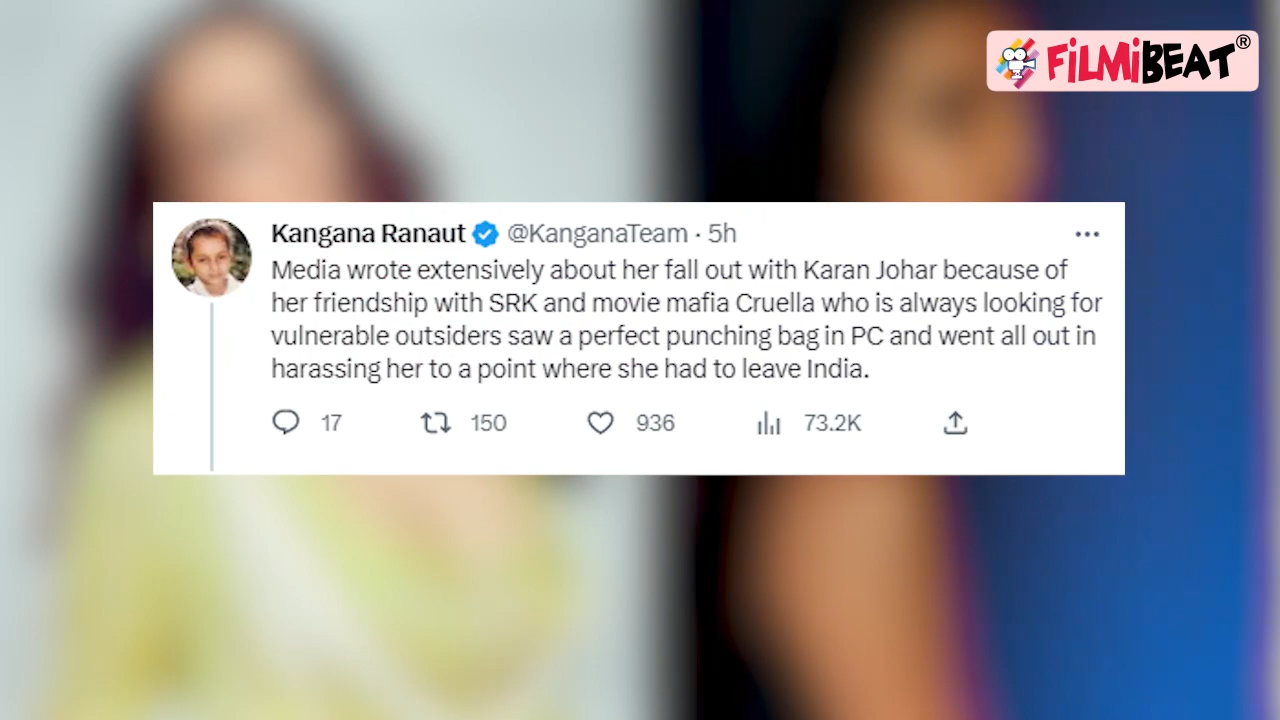 FiLMiBEAT®
Kangana Ranaut @KanganaTeam · 5h
Media wrote extensively about her fall out with Karan Johar because of
her friendship with SRK and movie mafia Cruella who is always looking for
vulnerable outsiders saw a perfect punching bag in PC and went all out in
harassing her to a point where she had to leave India.
17 150 936 73.2K